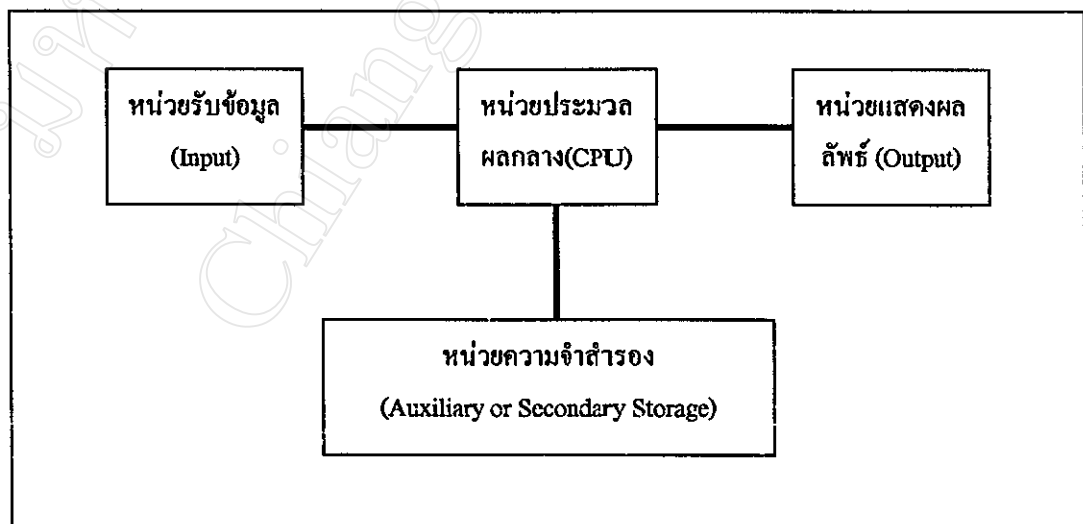 หน่วยรับข้อมูล
(Input)
หน่วยประมวล
ผลกลาง(CPU)
หน่วยแสดงผล
ลัพธ์ (Output)
หน่วยความจำสำรอง
(Auxiliary or Secondary Storage)
Chiang